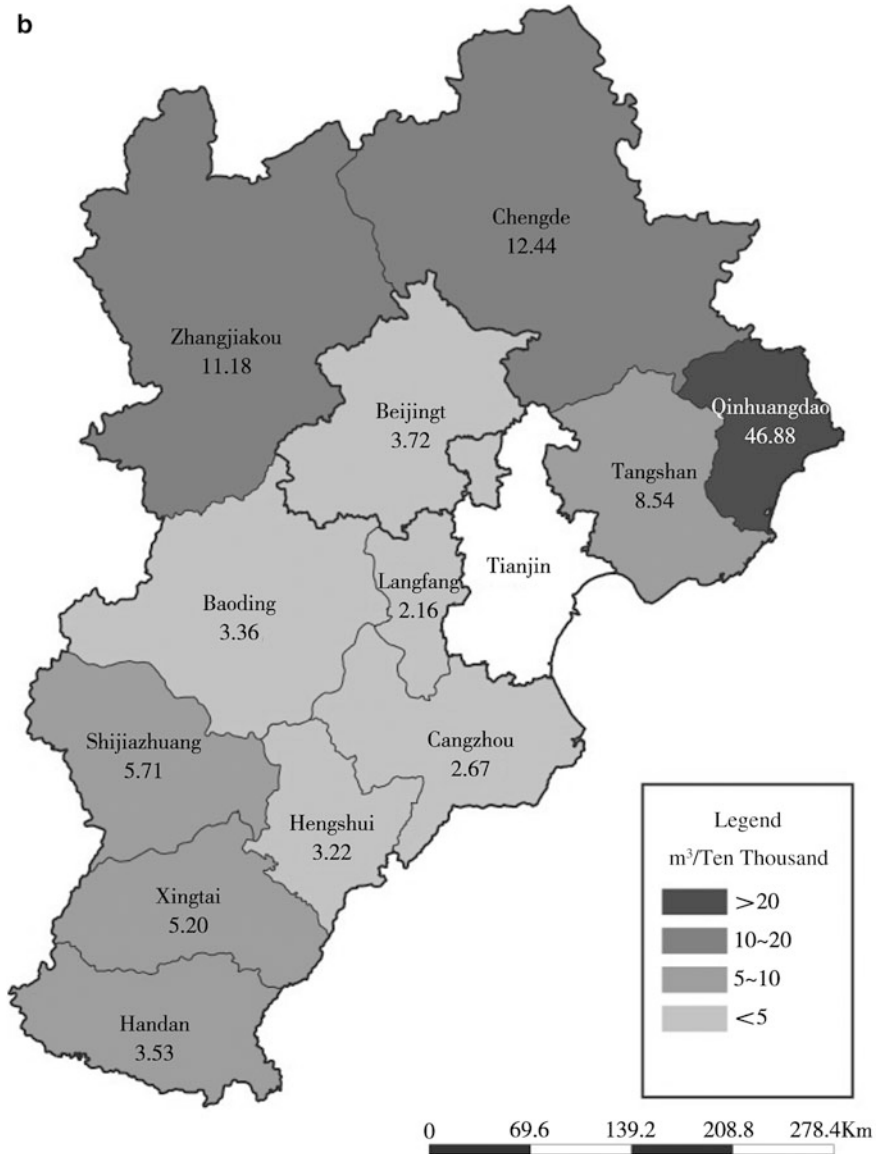 b
Chengde
12.44
Zhangjiakou
11.18
Beijingt
3.72
Qinhuangdao
46.88
Tangshan
8.54
Tianjin
Langfang
2.16
Baoding
3.36
Shijiazhuang
5.71
Cangzhou
2.67
Hengshui
3.22
Xingtai
5.20
Handan
3.53
Legend
m³/Ten Thousand
>20
10~20
5~10
<5
0 69.6 139.2 208.8 278.4Km